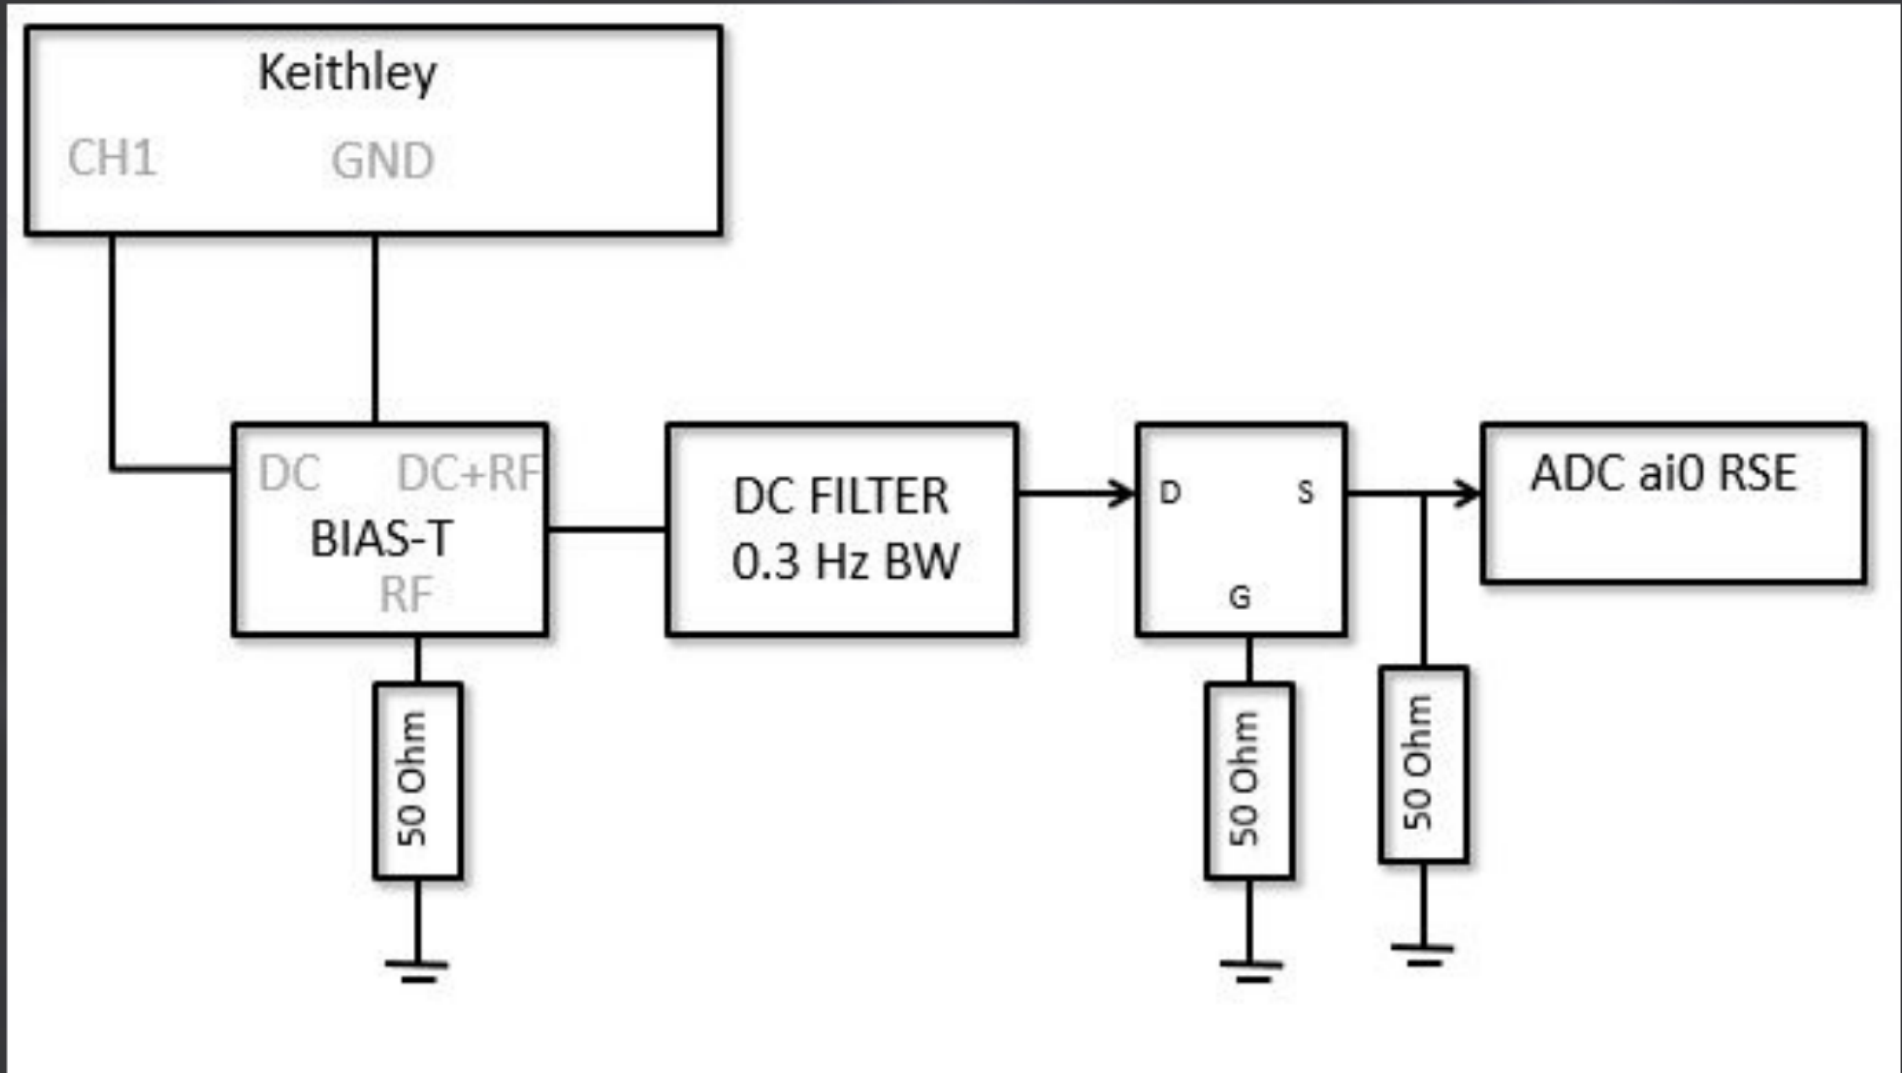 Keithley
CH1 GND
DC DC+RF
BIAS-T
RF
DC FILTER
0.3 Hz BW
D S
G
ADC ai0 RSE
50 Ohm
50 Ohm
50 Ohm